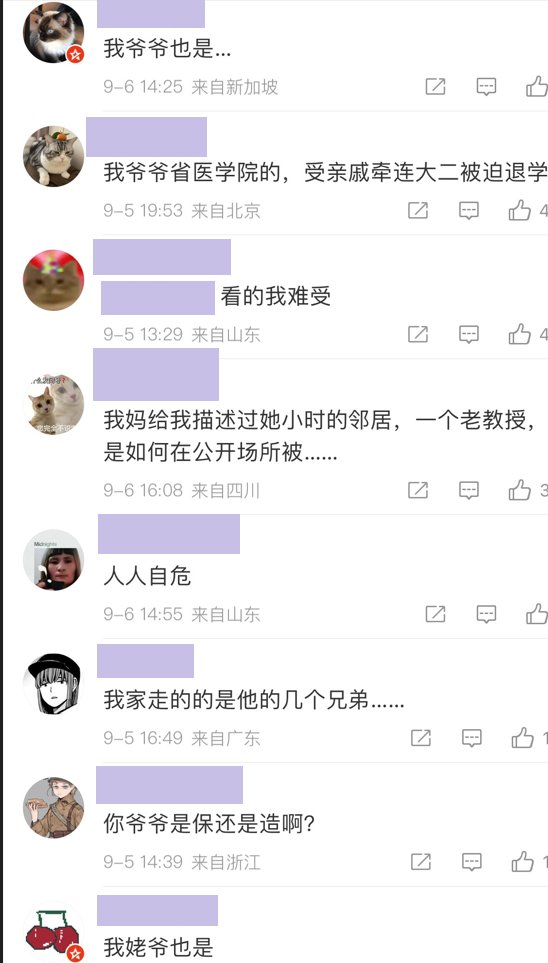 我爷爷也是...
9-6 14:25 来自新加坡
我爷爷省医学院的，受亲戚牵连大二被迫退学
9-5 19:53 来自北京
4
看的我难受
9-5 13:29 来自山东
4
我妈给我描述过她小时的邻居，一个老教授，
是如何在公开场所被......
9-6 16:08 来自四川
3
Midnights
人人自危
9-6 14:55 来自山东
我家走的的是他的几个兄弟......
9-5 16:49 来自广东
1
你爷爷是保还是造啊?
9-5 14:39 来自浙江
1
我姥爷也是